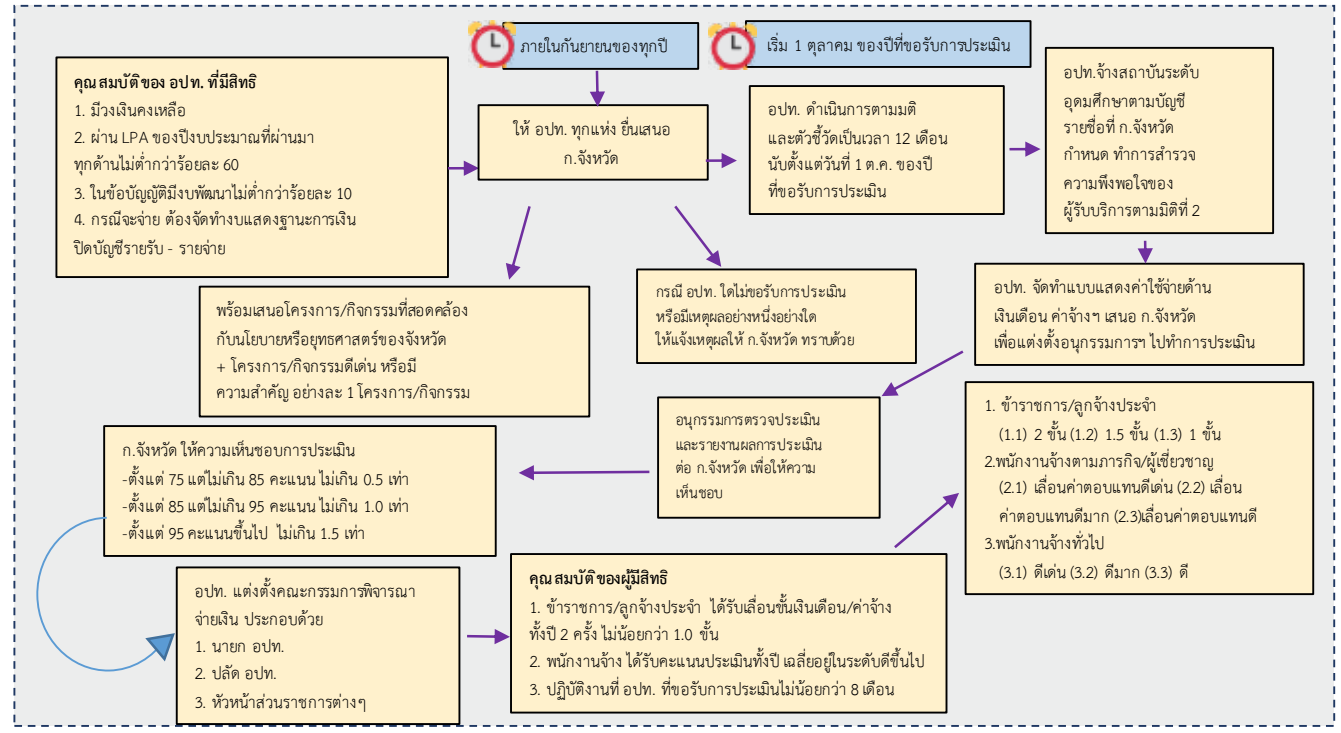 ภายในกันยายนของทุกปี
เริ่ม 1 ตุลาคม ของปีที่ขอรับการประเมิน
คุณสมบัติของ อปท. ที่มีสิทธิ
1. มีวงเงินคงเหลือ
2. ผ่าน LPA ของปีงบประมาณที่ผ่านมา
ทุกด้านไม่ต่ำกว่าร้อยละ 60
3. ในข้อบัญญัติมีงบพัฒนาไม่ต่ำกว่าร้อยละ 10
4. กรณีจะจ่าย ต้องจัดทำงบแสดงฐานะการเงิน
ปิดบัญชีรายรับ - รายจ่าย
ให้ อปท. ทุกแห่ง ยื่นเสนอ
ก.จังหวัด
อปท. ดำเนินการตามมติ
และตัวชี้วัดเป็นเวลา 12 เดือน
นับตั้งแต่วันที่ 1 ต.ค. ของปี
ที่ขอรับการประเมิน
อปท.จ้างสถาบันระดับ
อุดมศึกษาตามบัญชี
รายชื่อที่ ก.จังหวัด
กำหนด ทำการสำรวจ
ความพึงพอใจของ
ผู้รับบริการตามมิติที่ 2
พร้อมเสนอโครงการ/กิจกรรมที่สอดคล้อง
กับนโยบายหรือยุทธศาสตร์ของจังหวัด
+ โครงการ/กิจกรรมดีเด่น หรือมี
ความสำคัญ อย่างละ 1 โครงการ/กิจกรรม
กรณี อปท. ใดไม่ขอรับการประเมิน
หรือมีเหตุผลอย่างหนึ่งอย่างใด
ให้แจ้งเหตุผลให้ ก.จังหวัด ทราบด้วย
อปท. จัดทำแบบแสดงค่าใช้จ่ายด้าน
เงินเดือน ค่าจ้างฯ เสนอ ก.จังหวัด
เพื่อแต่งตั้งอนุกรรมการฯ ไปทำการประเมิน
อนุกรรมการตรวจประเมิน
และรายงานผลการประเมิน
ต่อ ก.จังหวัด เพื่อให้ความ
เห็นชอบ
ก.จังหวัด ให้ความเห็นชอบการประเมิน
-ตั้งแต่ 75 แต่ไม่เกิน 85 คะแนน ไม่เกิน 0.5 เท่า
-ตั้งแต่ 85 แต่ไม่เกิน 95 คะแนน ไม่เกิน 1.0 เท่า
-ตั้งแต่ 95 คะแนนขึ้นไป ไม่เกิน 1.5 เท่า
อปท. แต่งตั้งคณะกรรมการพิจารณา
จ่ายเงิน ประกอบด้วย
1. นายก อปท.
2. ปลัด อปท.
3. หัวหน้าส่วนราชการต่างๆ
คุณสมบัติของผู้มีสิทธิ
1. ข้าราชการ/ลูกจ้างประจำ ได้รับเลื่อนขั้นเงินเดือน/ค่าจ้าง
ทั้งปี 2 ครั้ง ไม่น้อยกว่า 1.0 ขั้น
2. พนักงานจ้าง ได้รับคะแนนประเมินทั้งปี เฉลี่ยอยู่ในระดับดีขึ้นไป
3. ปฏิบัติงานที่ อปท. ที่ขอรับการประเมินไม่น้อยกว่า 8 เดือน
1. ข้าราชการ/ลูกจ้างประจำ
(1.1) 2 ขั้น (1.2) 1.5 ขั้น (1.3) 1 ขั้น
2.พนักงานจ้างตามภารกิจ/ผู้เชี่ยวชาญ
(2.1) เลื่อนค่าตอบแทนดีเด่น (2.2) เลื่อน
ค่าตอบแทนดีมาก (2.3)เลื่อนค่าตอบแทนดี
3.พนักงานจ้างทั่วไป
(3.1) ดีเด่น (3.2) ดีมาก (3.3) ดี